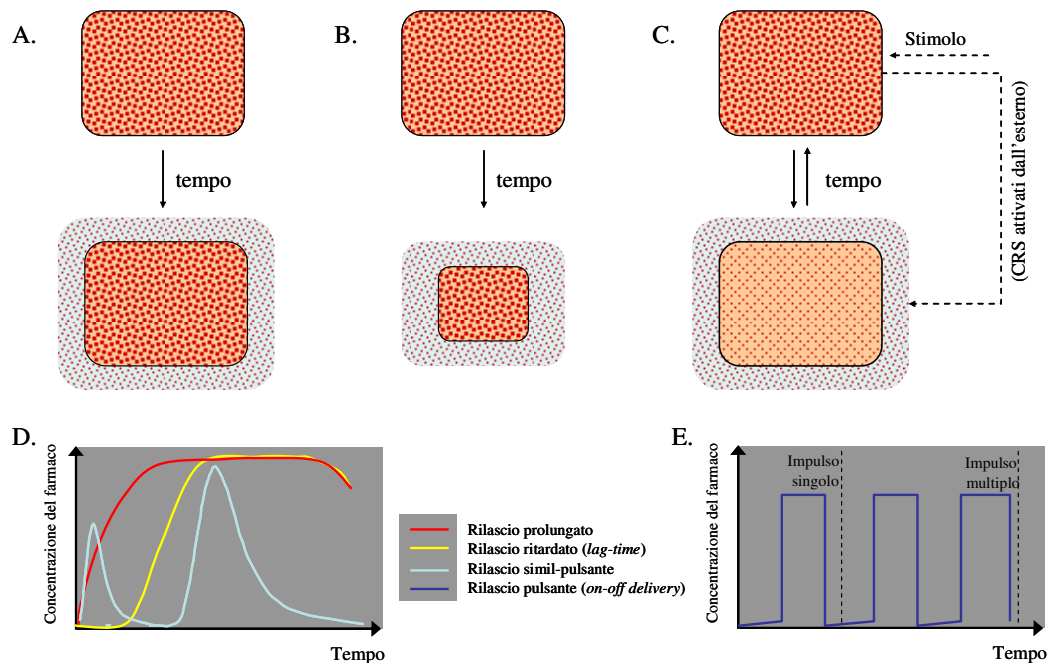 A.
B.
C.
Stimolo
tempo
tempo
tempo
(CRS attivati dall'esterno)
D.
Concentrazione del farmaco
Tempo
Rilascio prolungato
Rilascio ritardato (lag-time)
Rilascio simil-pulsante
Rilascio pulsante (on-off delivery)
E.
Concentrazione del farmaco
Impulso
singolo
Impulso
multiplo
Tempo